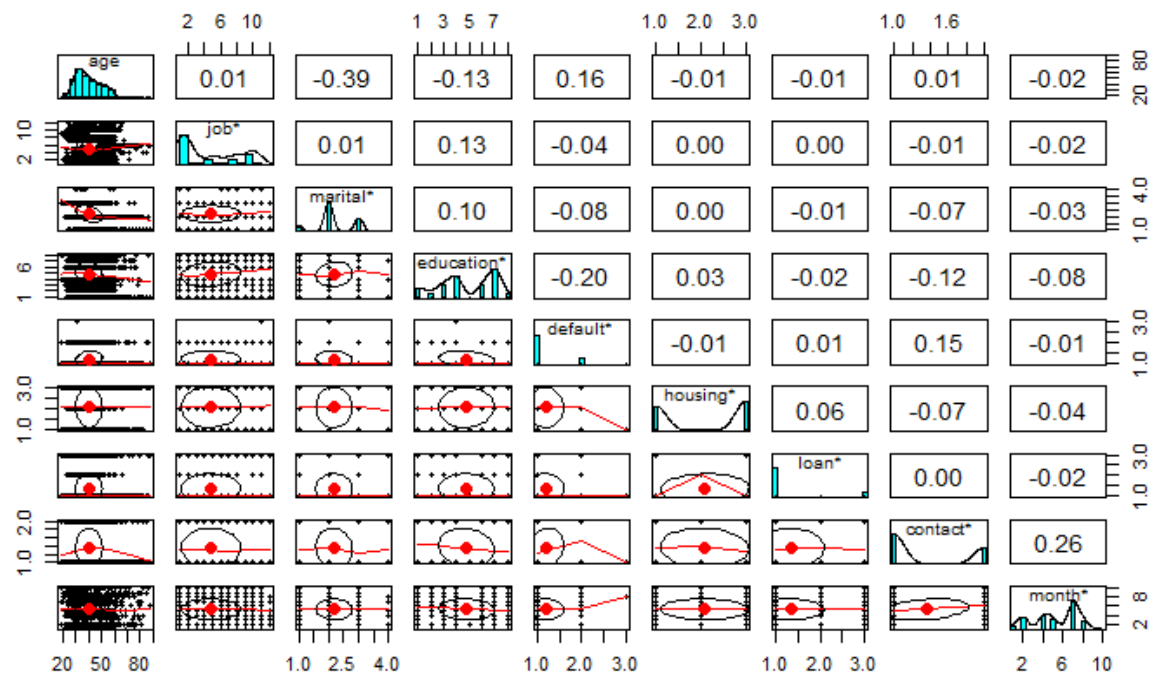 2 6 10 1 3 5 7 1.0 2.0 3.0 1.0 1.6
age 0.01 -0.39 -0.13 0.16 -0.01 -0.01 0.01 -0.02 20 80
2 10 job* 0.01 0.13 -0.04 0.00 0.00 -0.01 -0.02
marital* 0.10 -0.08 0.00 -0.01 -0.07 -0.03 1.0 4.0
1 6 education* -0.20 0.03 -0.02 -0.12 -0.08
default* -0.01 0.01 0.15 -0.01 1.0 3.0
1.0 3.0 housing* 0.06 -0.07 -0.04
loan* 0.00 -0.02 1.0 3.0
1.0 2.0 contact* 0.26
month* 2 8
20 50 80 1.0 2.5 4.0 1.0 2.0 3.0 1.0 2.0 3.0 2 6 10